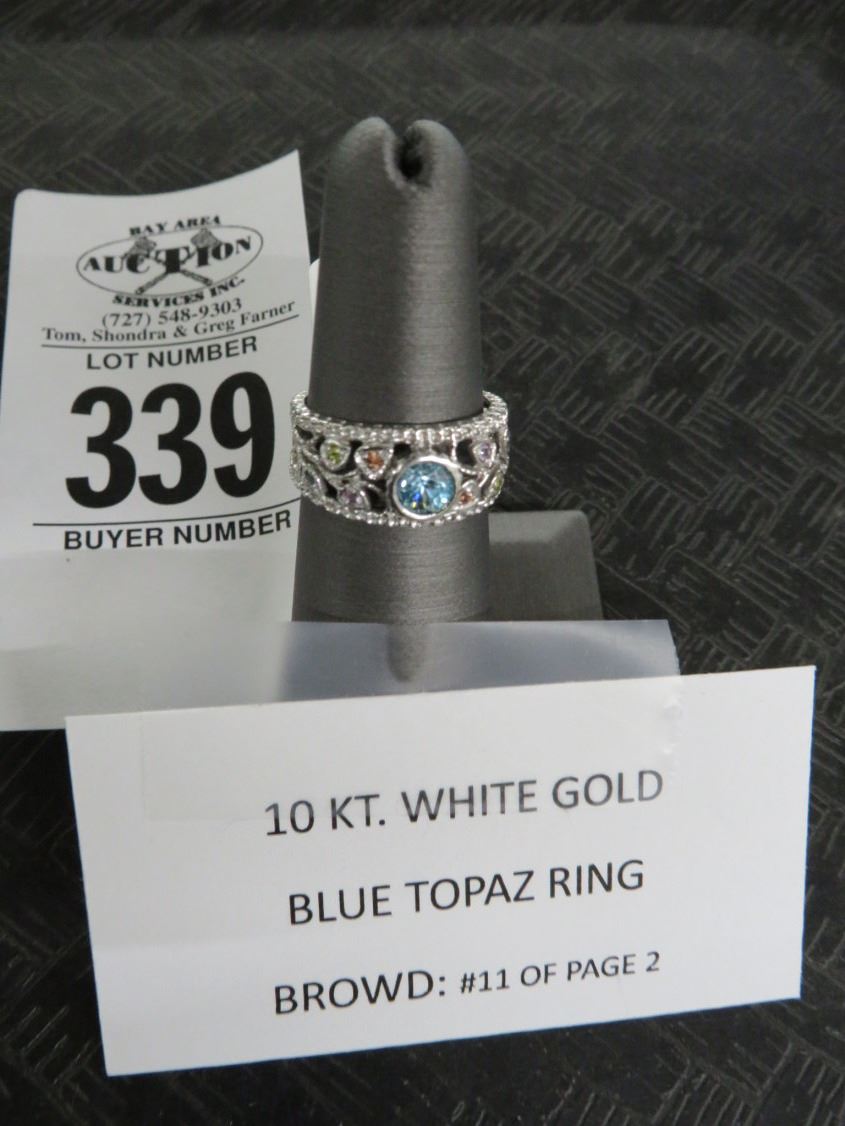 BAY AREA
AUCTION
SERVICES INC.
(727) 548-9303
Tom, Shondra & Greg Farner
LOT NUMBER
339
BUYER NUMBER
10 KT. WHITE GOLD
BLUE TOPAZ RING
BROWD: #11 OF PAGE 2